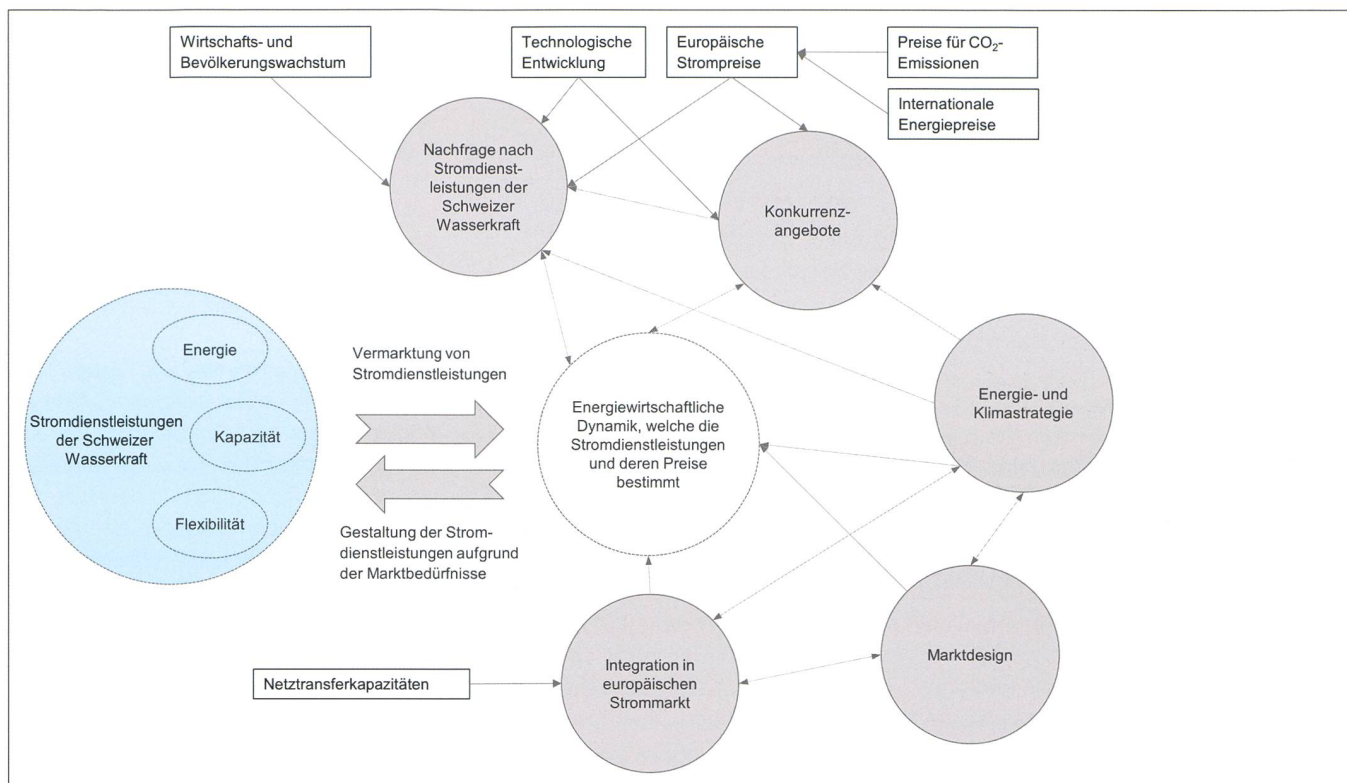 Wirtschafts- und
Bevölkerungswachstum
Technologische
Entwicklung
Europäische
Strompreise
Preise für CO₂-
Emissionen
Internationale
Energiepreise
Nachfrage nach
Stromdienst-
leistungen der
Schweizer
Wasserkraft
Konkurrenz-
angebote
Energie
Stromdienstleistungen
der Schweizer
Wasserkraft
Kapazität
Flexibilität
Vermarktung von
Stromdienstleistungen
Gestaltung der Strom-
dienstleistungen aufgrund
der Marktbedürfnisse
Energiewirtschaftliche
Dynamik, welche die
Stromdienstleistungen
und deren Preise
bestimmt
Energie- und
Klimastrategie
Marktdesign
Integration in
europäischen
Strommarkt
Netztransferkapazitäten